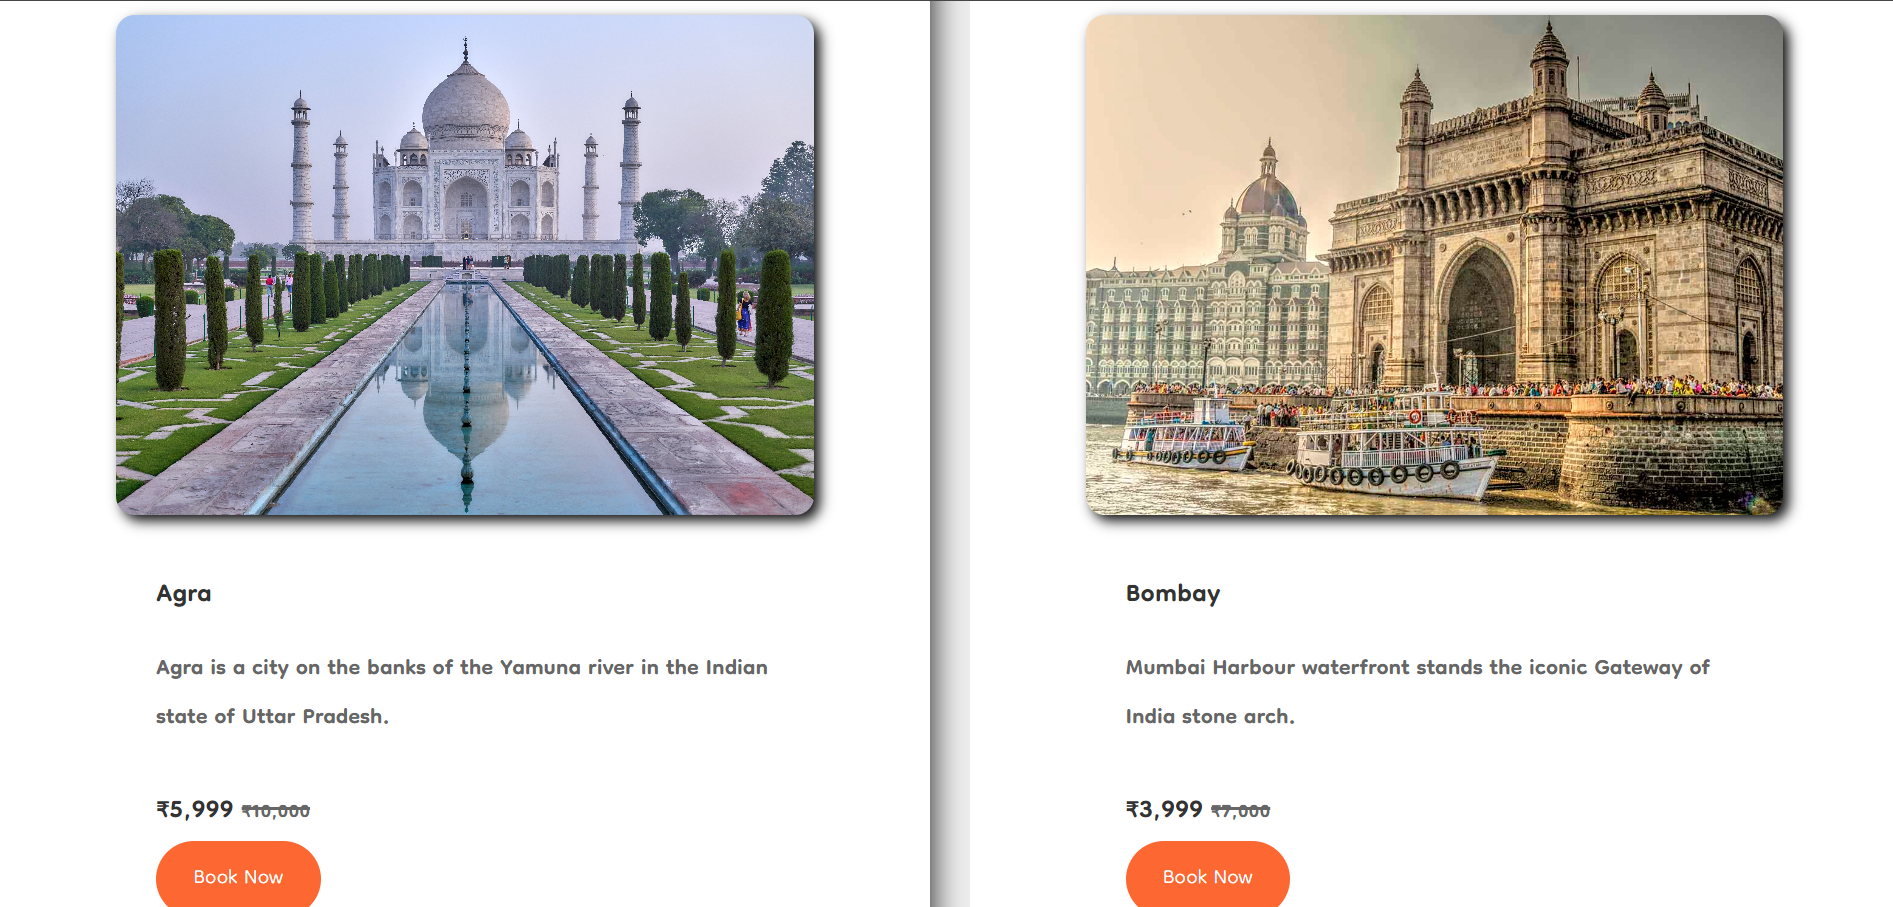 Agra
Agra is a city on the banks of the Yamuna river in the Indian
state of Uttar Pradesh.
₹5,999 ₹10,000
Book Now
Bombay
Mumbai Harbour waterfront stands the iconic Gateway of
India stone arch.
₹3,999 ₹7,000
Book Now